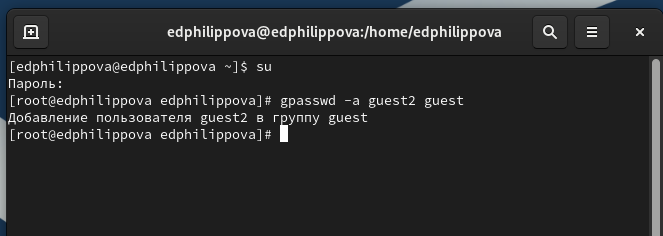 edphilippova@edphilippova:/home/edphilippova
[edphilippova@edphilippova ~]$ su
Пароль:
[root@edphilippova edphilippova]# gpasswd -a guest2 guest
Добавление пользователя guest2 в группу guest
[root@edphilippova edphilippova]#